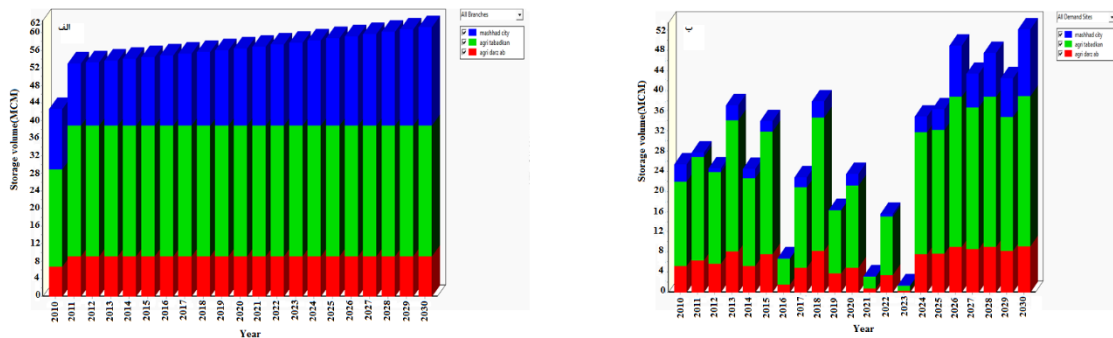 الف
62
56
52
48
44
40
36
32
28
24
20
16
12
8
4
0
Storage volume(MCM)
2010 2011 2012 2013 2014 2015 2016 2017 2018 2019 2020 2021 2022 2023 2024 2025 2026 2027 2028 2029 2030
Year
All Branches
mashhad city
agri tabadkan
agri darz ab
ب
52
48
44
40
36
32
28
24
20
16
12
8
4
0
Storage volume(MCM)
2010 2011 2012 2013 2014 2015 2016 2017 2018 2019 2020 2021 2022 2023 2024 2025 2026 2027 2028 2029 2030
Year
All Demand Sites
mashhad city
agri tabadkan
agri darz ab